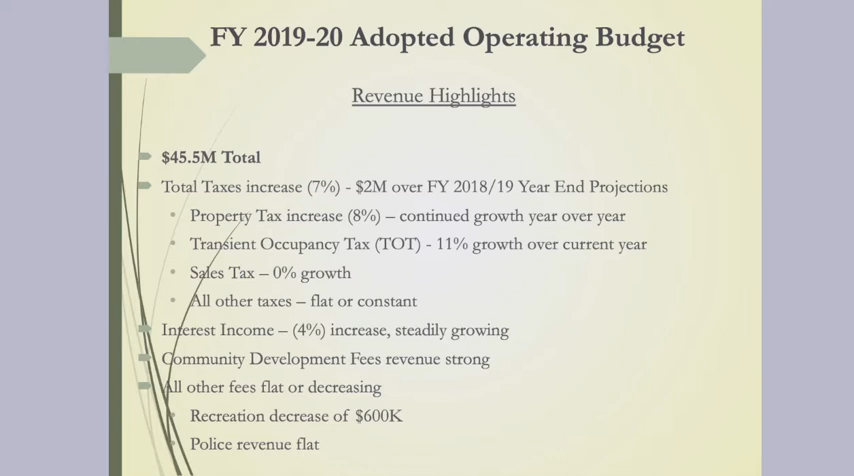 FY 2019-20 Adopted Operating Budget
Revenue Highlights
$45.5M Total
Total Taxes increase (7%) - $2M over FY 2018/19 Year End Projections
Property Tax increase (8%) – continued growth year over year
Transient Occupancy Tax (TOT) - 11% growth over current year
Sales Tax – 0% growth
All other taxes – flat or constant
Interest Income – (4%) increase, steadily growing
Community Development Fees revenue strong
All other fees flat or decreasing
Recreation decrease of $600K
Police revenue flat